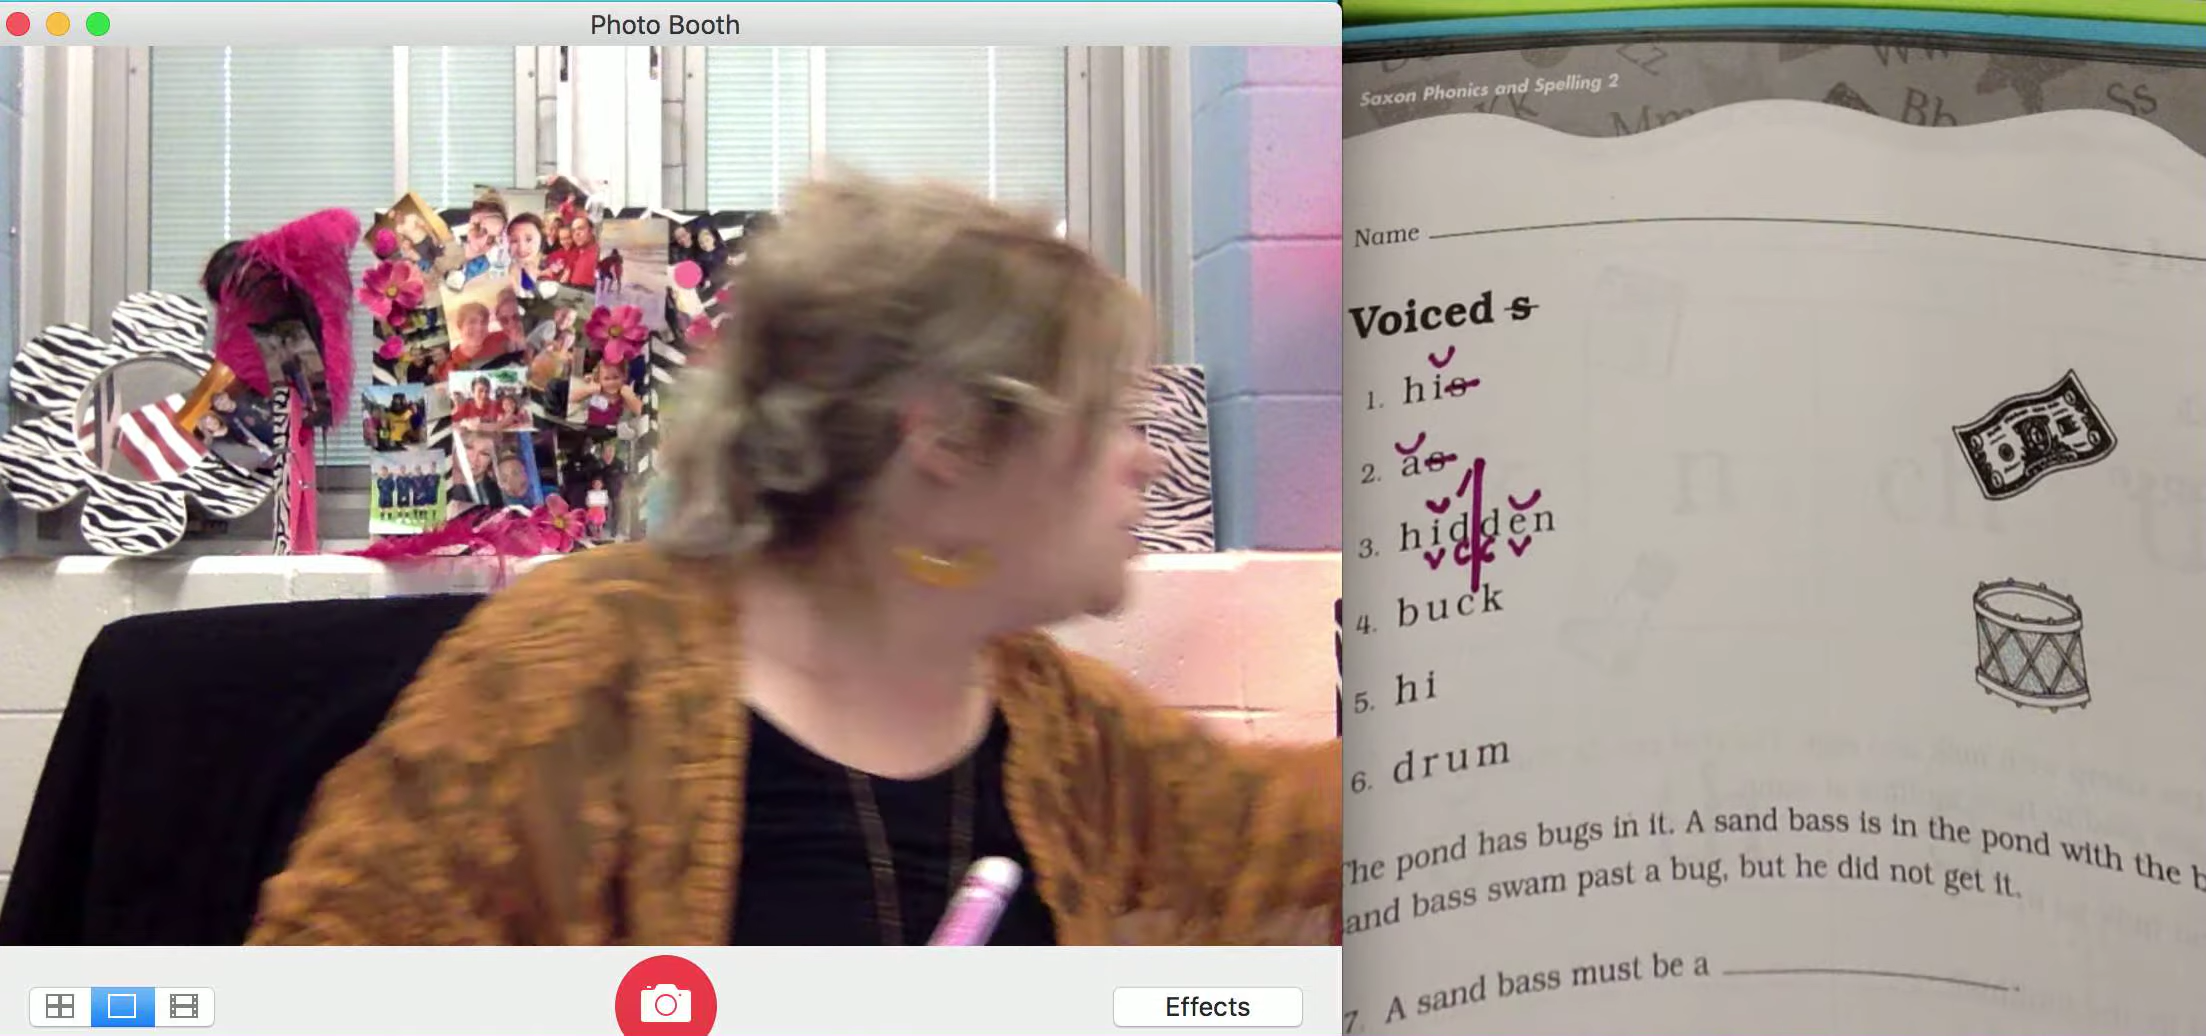 Photo Booth
Effects
Saxon Phonics and Spelling 2
Name
Voiced s
1. his
2. as
3. hidden
v c c v
4. buck
5. hi
6. drum
The pond has bugs in it. A sand bass is in the pond with the
and bass swam past a bug, but he did not get it.
7. A sand bass must be a